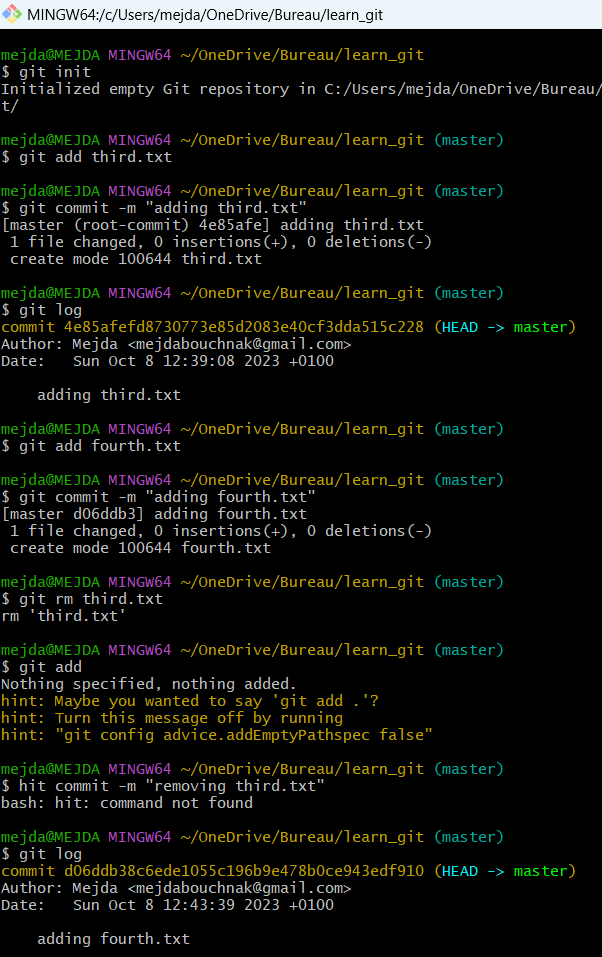 MINGW64:/c/Users/mejda/OneDrive/Bureau/learn_git
mejda@MEJDA MINGW64 ~/OneDrive/Bureau/learn_git
$ git init
Initialized empty Git repository in C:/Users/mejda/OneDrive/Bureau/
t/
mejda@MEJDA MINGW64 ~/OneDrive/Bureau/learn_git (master)
$ git add third.txt
mejda@MEJDA MINGW64 ~/OneDrive/Bureau/learn_git (master)
$ git commit -m "adding third.txt"
[master (root-commit) 4e85afe] adding third.txt
 1 file changed, 0 insertions(+), 0 deletions(-)
 create mode 100644 third.txt
mejda@MEJDA MINGW64 ~/OneDrive/Bureau/learn_git (master)
$ git log
commit 4e85afefd8730773e85d2083e40cf3dda515c228 (HEAD -> master)
Author: Mejda <mejdabouchnak@gmail.com>
Date:   Sun Oct 8 12:39:08 2023 +0100
    adding third.txt
mejda@MEJDA MINGW64 ~/OneDrive/Bureau/learn_git (master)
$ git add fourth.txt
mejda@MEJDA MINGW64 ~/OneDrive/Bureau/learn_git (master)
$ git commit -m "adding fourth.txt"
[master d06ddb3] adding fourth.txt
 1 file changed, 0 insertions(+), 0 deletions(-)
 create mode 100644 fourth.txt
mejda@MEJDA MINGW64 ~/OneDrive/Bureau/learn_git (master)
$ git rm third.txt
rm 'third.txt'
mejda@MEJDA MINGW64 ~/OneDrive/Bureau/learn_git (master)
$ git add
Nothing specified, nothing added.
hint: Maybe you wanted to say 'git add .'?
hint: Turn this message off by running
hint: "git config advice.addEmptyPathspec false"
mejda@MEJDA MINGW64 ~/OneDrive/Bureau/learn_git (master)
$ hit commit -m "removing third.txt"
bash: hit: command not found
mejda@MEJDA MINGW64 ~/OneDrive/Bureau/learn_git (master)
$ git log
commit d06ddb38c6ede1055c196b9e478b0ce943edf910 (HEAD -> master)
Author: Mejda <mejdabouchnak@gmail.com>
Date:   Sun Oct 8 12:43:39 2023 +0100
    adding fourth.txt